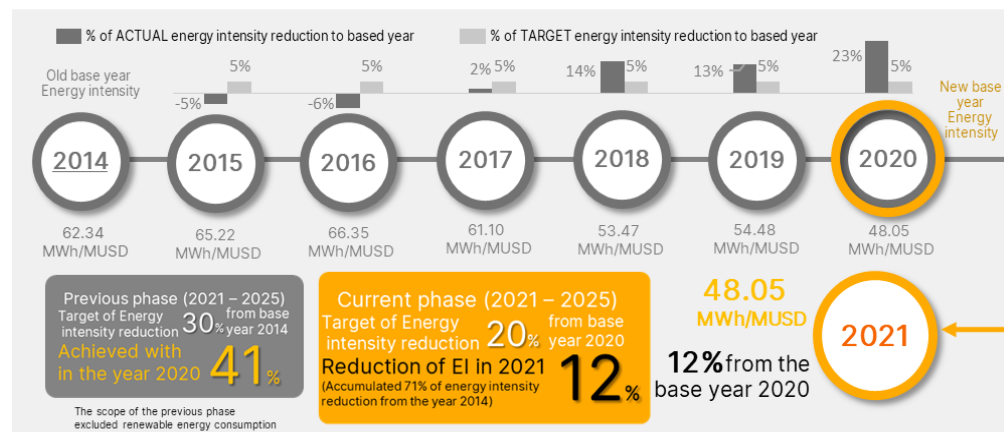 % of ACTUAL energy intensity reduction to based year
% of TARGET energy intensity reduction to based year
Old base year
Energy intensity
-5%
5%
-6%
5%
2%
5%
14%
5%
13%
5%
23%
5%
New base
year
Energy
intensity
2014
2015
2016
2017
2018
2019
2020
62.34
MWh/MUSD
65.22
MWh/MUSD
66.35
MWh/MUSD
61.10
MWh/MUSD
53.47
MWh/MUSD
54.48
MWh/MUSD
48.05
MWh/MUSD
Previous phase (2021 – 2025)
Target of Energy
intensity reduction
30%
from base
year 2014
Achieved with
in the year 2020
41%
The scope of the previous phase
excluded renewable energy consumption
Current phase (2021 – 2025)
Target of Energy
intensity reduction
20%
from base
year 2020
Reduction of EI in 2021
(Accumulated 71% of energy intensity
reduction from the year 2014)
12%
48.05
MWh/MUSD
12% from the
base year 2020
2021